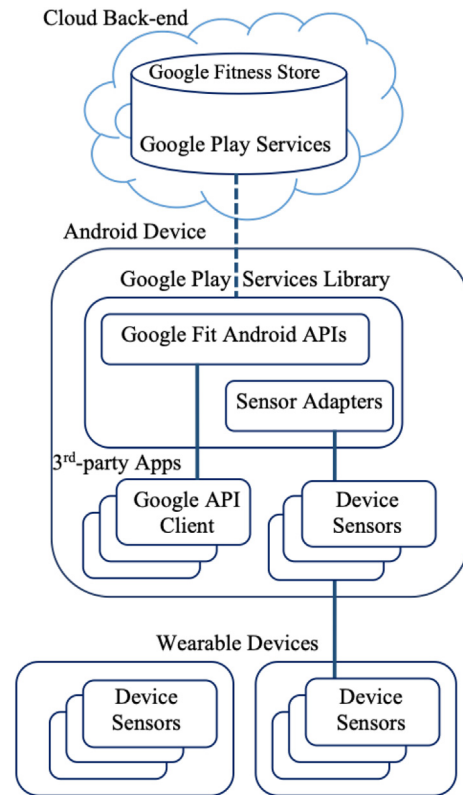 Cloud Back-end
Google Fitness Store
Google Play Services
Android Device
Google Play Services Library
Google Fit Android APIs
Sensor Adapters
3rd-party Apps
Google API
Client
Device
Sensors
Wearable Devices
Device
Sensors
Device
Sensors